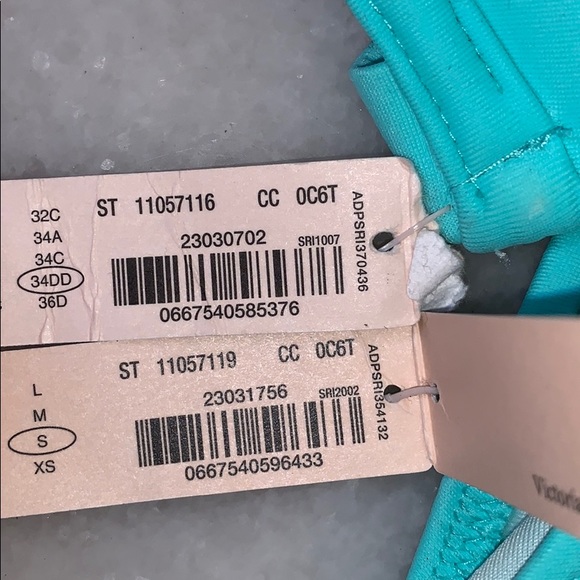 32C
34A
34C
34DD
36D
ST 11057116 CC 0C6T
23030702 SRI1007
0667540585376
ADPSRI370436
L
M
S
XS
ST 11057119 CC 0C6T
23031756 SRI2002
0667540596433
ADPSRI354132